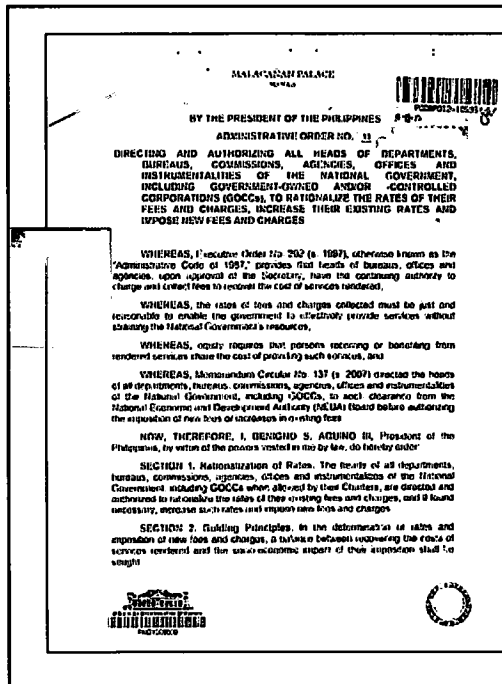 MALACAÑAN PALACE
MANILA
BY THE PRESIDENT OF THE PHILIPPINES
ADMINISTRATIVE ORDER NO. 31
DIRECTING AND AUTHORIZING ALL HEADS OF DEPARTMENTS,
BUREAUS, COMMISSIONS, AGENCIES, OFFICES AND
INSTRUMENTALITIES OF THE NATIONAL GOVERNMENT,
INCLUDING GOVERNMENT-OWNED AND/OR -CONTROLLED
CORPORATIONS (GOCCs), TO RATIONALIZE THE RATES OF THEIR
FEES AND CHARGES, INCREASE THEIR EXISTING RATES AND
IMPOSE NEW FEES AND CHARGES
WHEREAS, Executive Order No. 292 (s. 1987), otherwise known as the
"Administrative Code of 1987," provides that heads of bureaus, offices and
agencies, upon approval of the Secretary, have the continuing authority to
charge and collect fees to recover the cost of services rendered,
WHEREAS, the rates of fees and charges collected must be just and
reasonable to enable the government to effectively provide services without
straining the National Government's resources,
WHEREAS, equity requires that persons receiving or benefiting from
rendered services share the cost of providing such services, and
WHEREAS, Memorandum Circular No. 137 (s. 2007) directed the heads
of all departments, bureaus, commissions, agencies, offices and instrumentalities
of the National Government, including GOCCs, to seek clearance from the
National Economic and Development Authority (NEDA) Board before authorizing
the imposition of new fees or increases in existing fees
NOW, THEREFORE, I, BENIGNO S. AQUINO III, President of the
Philippines, by virtue of the powers vested in me by law, do hereby order
SECTION 1. Rationalization of Rates. The heads of all departments,
bureaus, commissions, agencies, offices and instrumentalities of the National
Government, including GOCCs when allowed by their Charters, are directed and
authorized to rationalize the rates of their existing fees and charges, and if found
necessary, increase such rates and impose new fees and charges
SECTION 2. Guiding Principles. In the determination of rates and
imposition of new fees and charges, a balance between recovering the costs of
services rendered and the socio-economic impact of their imposition shall be
sought